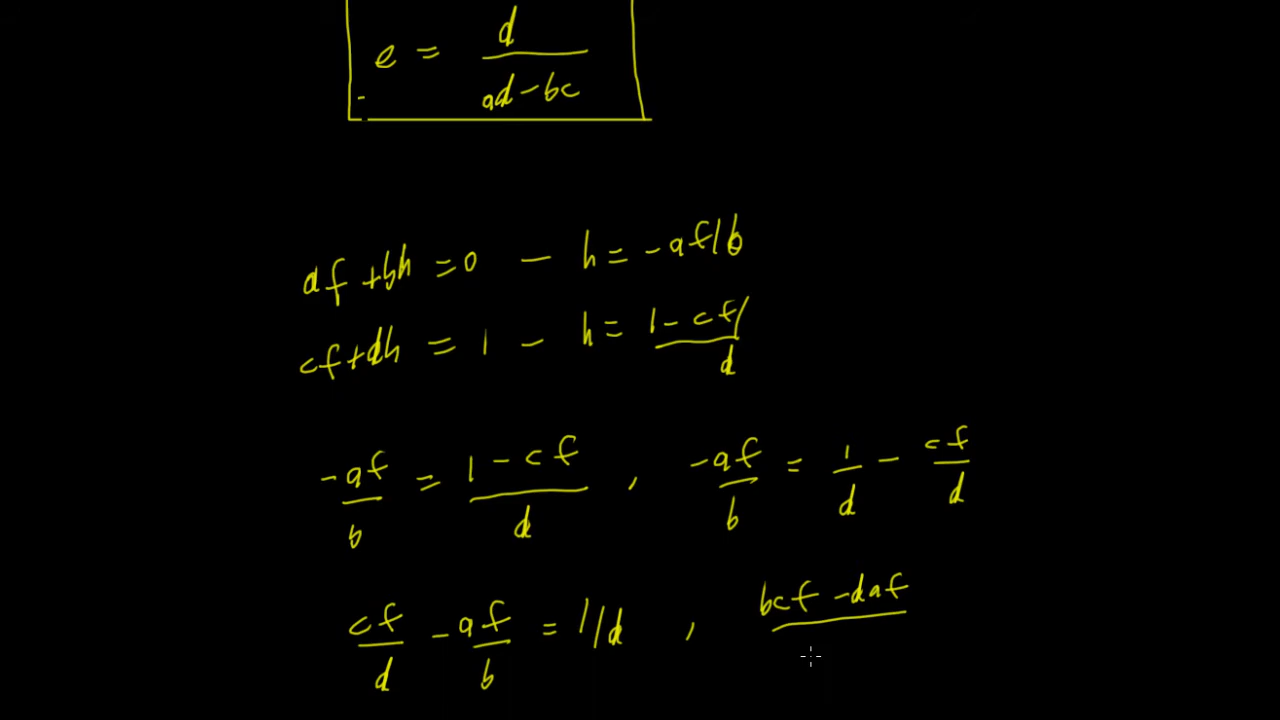 e = d / ad-bc
af+bh =0 — h= -af/b
cf+dh = 1 — h= 1-cf/d
-af/b = 1-cf/d , -af/b = 1/d - cf/d
cf/d - af/b = 1/d , bcf -daf